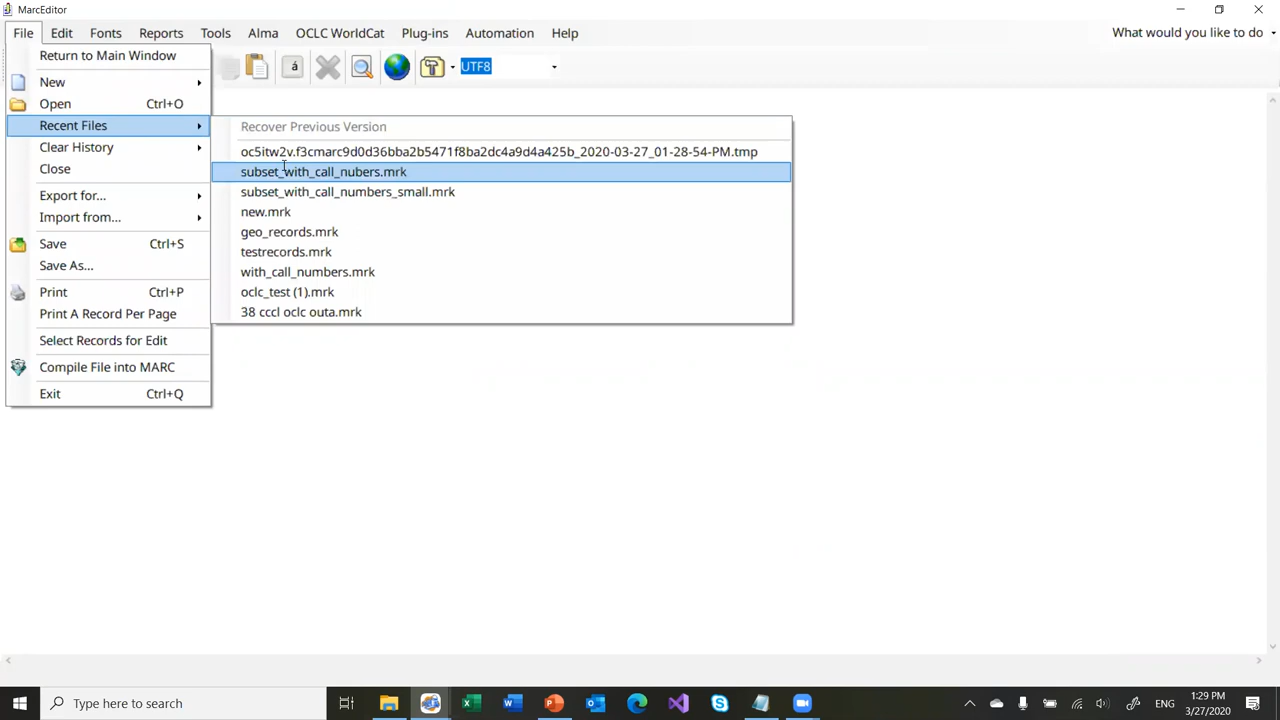 MarcEditor
File Edit Fonts Reports Tools Alma OCLC WorldCat Plug-ins Automation Help What would you like to do
Return to Main Window
á
UTF8
New
Open Ctrl+O
Recent Files
Clear History
Close
Export for...
Import from...
Save Ctrl+S
Save As...
Print Ctrl+P
Print A Record Per Page
Select Records for Edit
Compile File into MARC
Exit Ctrl+Q
Recover Previous Version
oc5itw2v.f3cmarc9d0d36bba2b5471f8ba2dc4a9d4a425b_2020-03-27_01-28-54-PM.tmp
subset_with_call_nubers.mrk
subset_with_call_numbers_small.mrk
new.mrk
geo_records.mrk
testrecords.mrk
with_call_numbers.mrk
oclc_test (1).mrk
38 cccl oclc outa.mrk
Type here to search
ENG
1:29 PM
3/27/2020